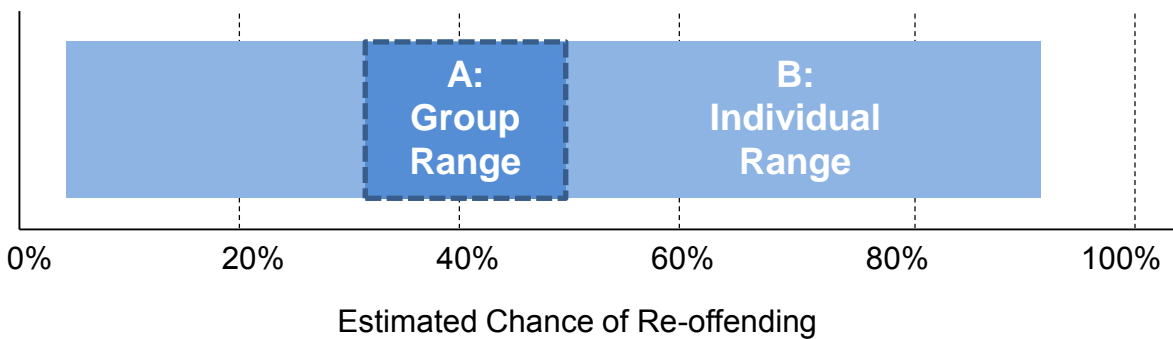 A:
Group
Range
B:
Individual
Range
0% 20% 40% 60% 80% 100%
Estimated Chance of Re-offending